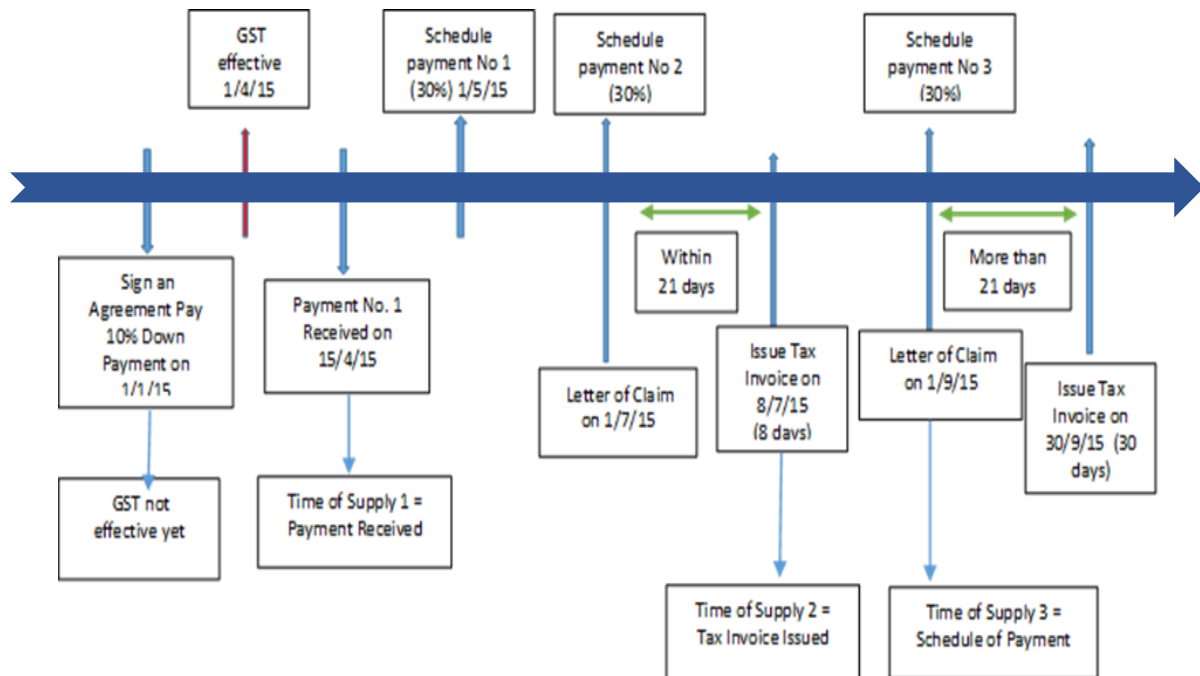 GST
effective
1/4/15
Schedule
payment No 1
(30%) 1/5/15
Schedule
payment No 2
(30%)
Schedule
payment No 3
(30%)
Sign an
Agreement Pay
10% Down
Payment on
1/1/15
Payment No. 1
Received on
15/4/15
Within
21 days
More than
21 days
Letter of Claim
on 1/7/15
Issue Tax
Invoice on
8/7/15
(8 days)
Letter of Claim
on 1/9/15
Issue Tax
Invoice on
30/9/15 (30
days)
GST not
effective yet
Time of Supply 1 =
Payment Received
Time of Supply 2 =
Tax Invoice Issued
Time of Supply 3 =
Schedule of Payment